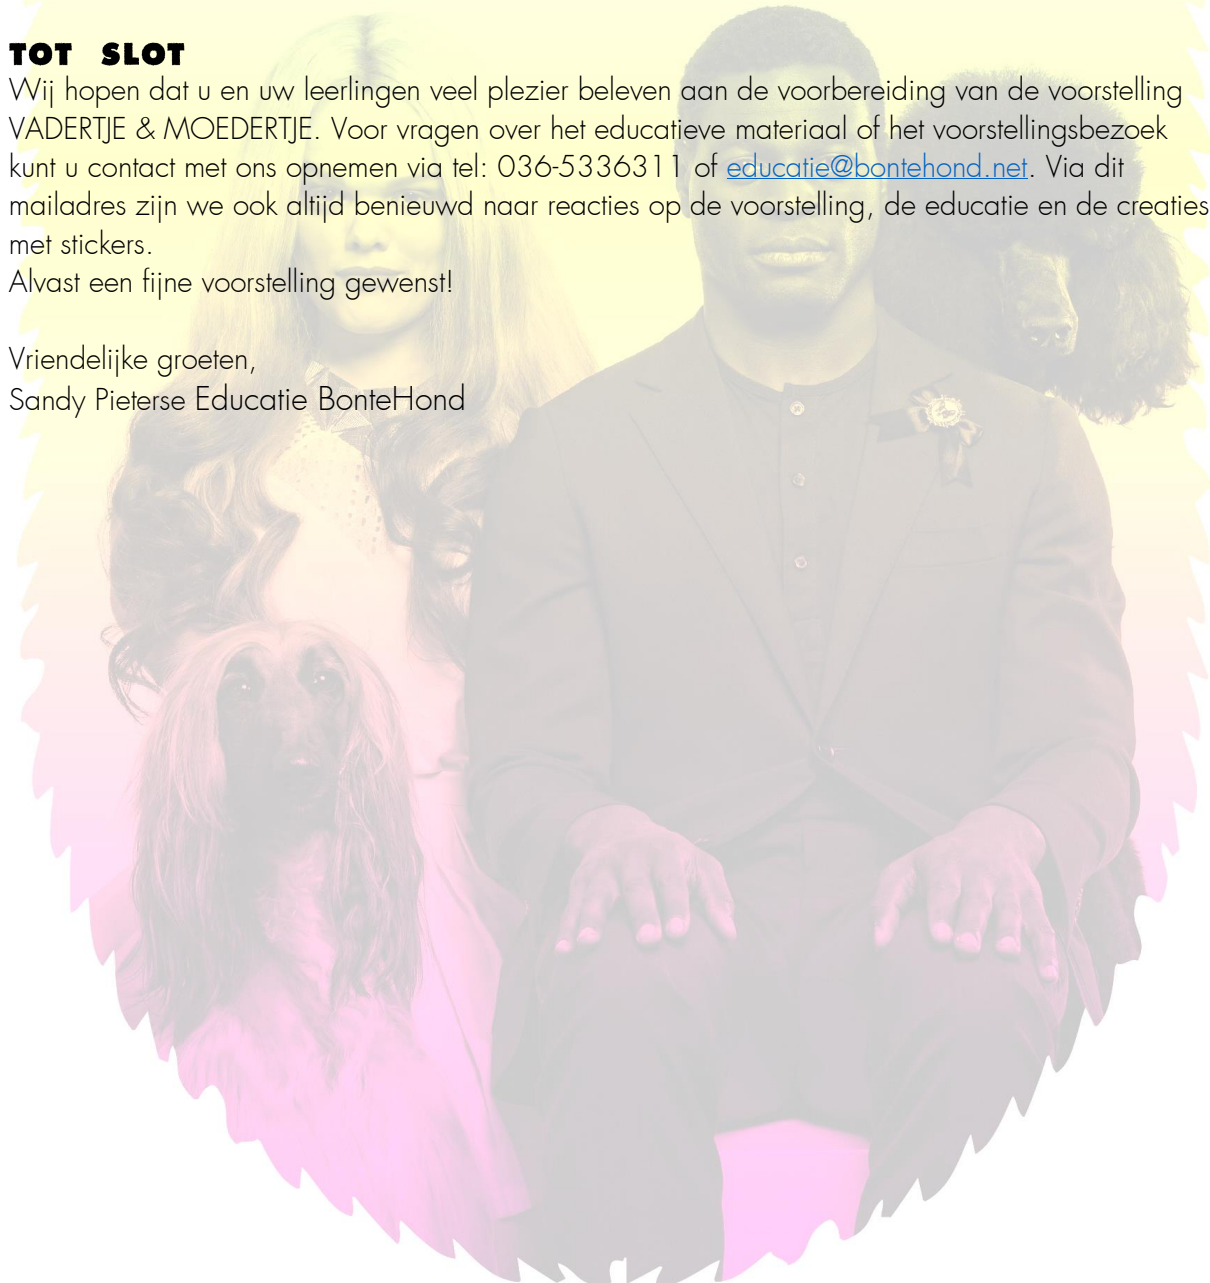 TOT SLOT
Wij hopen dat u en uw leerlingen veel plezier beleven aan de voorbereiding van de voorstelling
VADERTJE & MOEDERTJE. Voor vragen over het educatieve materiaal of het voorstellingsbezoek
kunt u contact met ons opnemen via tel: 036-5336311 of educatie@bontehond.net. Via dit
mailadres zijn we ook altijd benieuwd naar reacties op de voorstelling, de educatie en de creaties
met stickers.
Alvast een fijne voorstelling gewenst!
Vriendelijke groeten,
Sandy Pieterse Educatie BonteHond